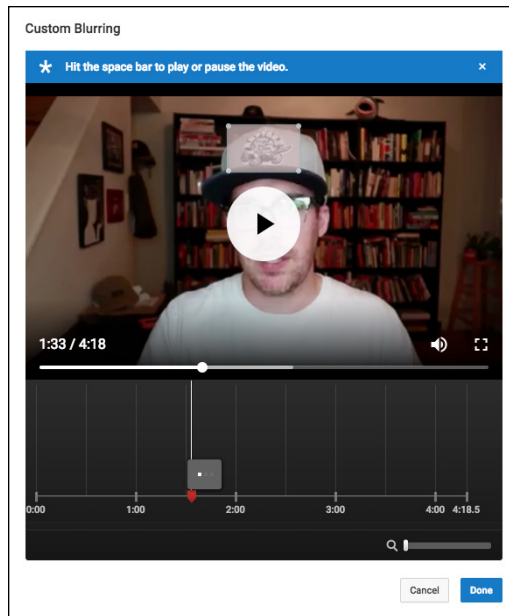 Custom Blurring
Hit the space bar to play or pause the video.
1:33 / 4:18
0:00 1:00 2:00 3:00 4:00 4:18.5
Cancel Done